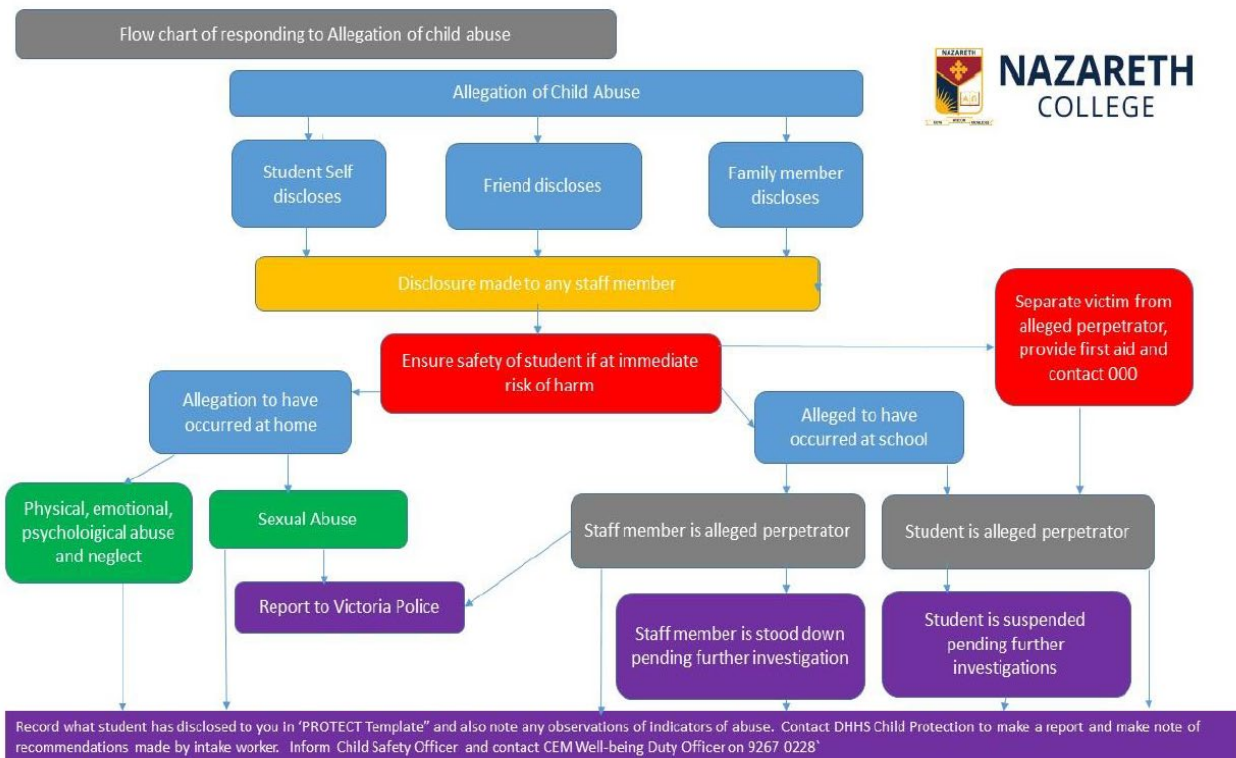 Flow chart of responding to Allegation of child abuse
NAZARETH
NAZARETH
COLLEGE
Allegation of Child Abuse
Student Self
discloses
Friend discloses
Family member
discloses
Disclosure made to any staff member
Separate victim from
alleged perpetrator,
provide first aid and
contact 000
Ensure safety of student if at immediate
risk of harm
Allegation to have
occurred at home
Alleged to have
occurred at school
Physical, emotional,
psycholoigical abuse
and neglect
Sexual Abuse
Staff member is alleged perpetrator
Student is alleged perpetrator
Report to Victoria Police
Staff member is stood down
pending further investigation
Student is suspended
pending further
investigations
Record what student has disclosed to you in ‘PROTECT Template” and also note any observations of indicators of abuse. Contact DHHS Child Protection to make a report and make note of
recommendations made by intake worker. Inform Child Safety Officer and contact CEM Well-being Duty Officer on 9267 0228`